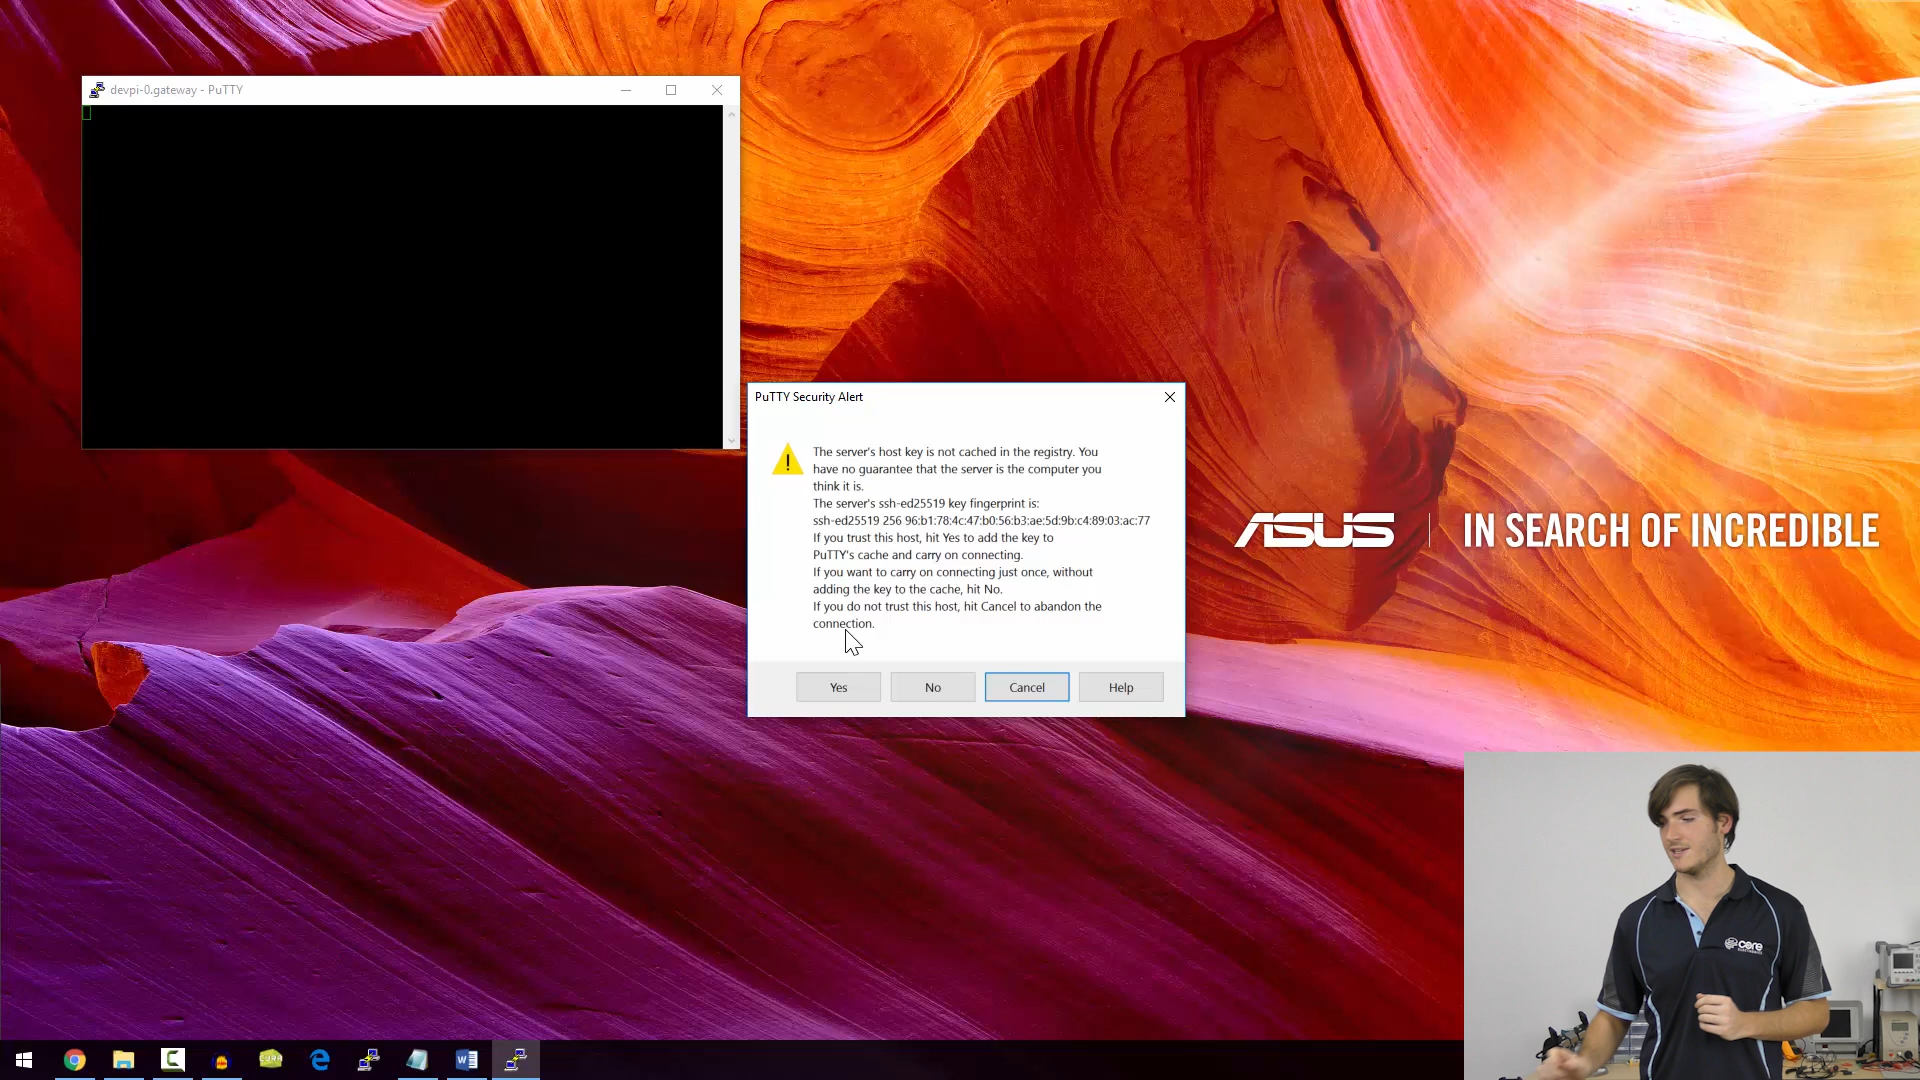 devpi-0.gateway - PuTTY
PuTTY Security Alert
The server's host key is not cached in the registry. You
have no guarantee that the server is the computer you
think it is.
The server's ssh-ed25519 key fingerprint is:
ssh-ed25519 256 96:b1:78:4c:47:b0:56:b3:ae:5d:9b:c4:89:03:ac:77
If you trust this host, hit Yes to add the key to
PuTTY's cache and carry on connecting.
If you want to carry on connecting just once, without
adding the key to the cache, hit No.
If you do not trust this host, hit Cancel to abandon the
connection.
Yes No Cancel Help
ASUS IN SEARCH OF INCREDIBLE
core
ELECTRONICS
CURA